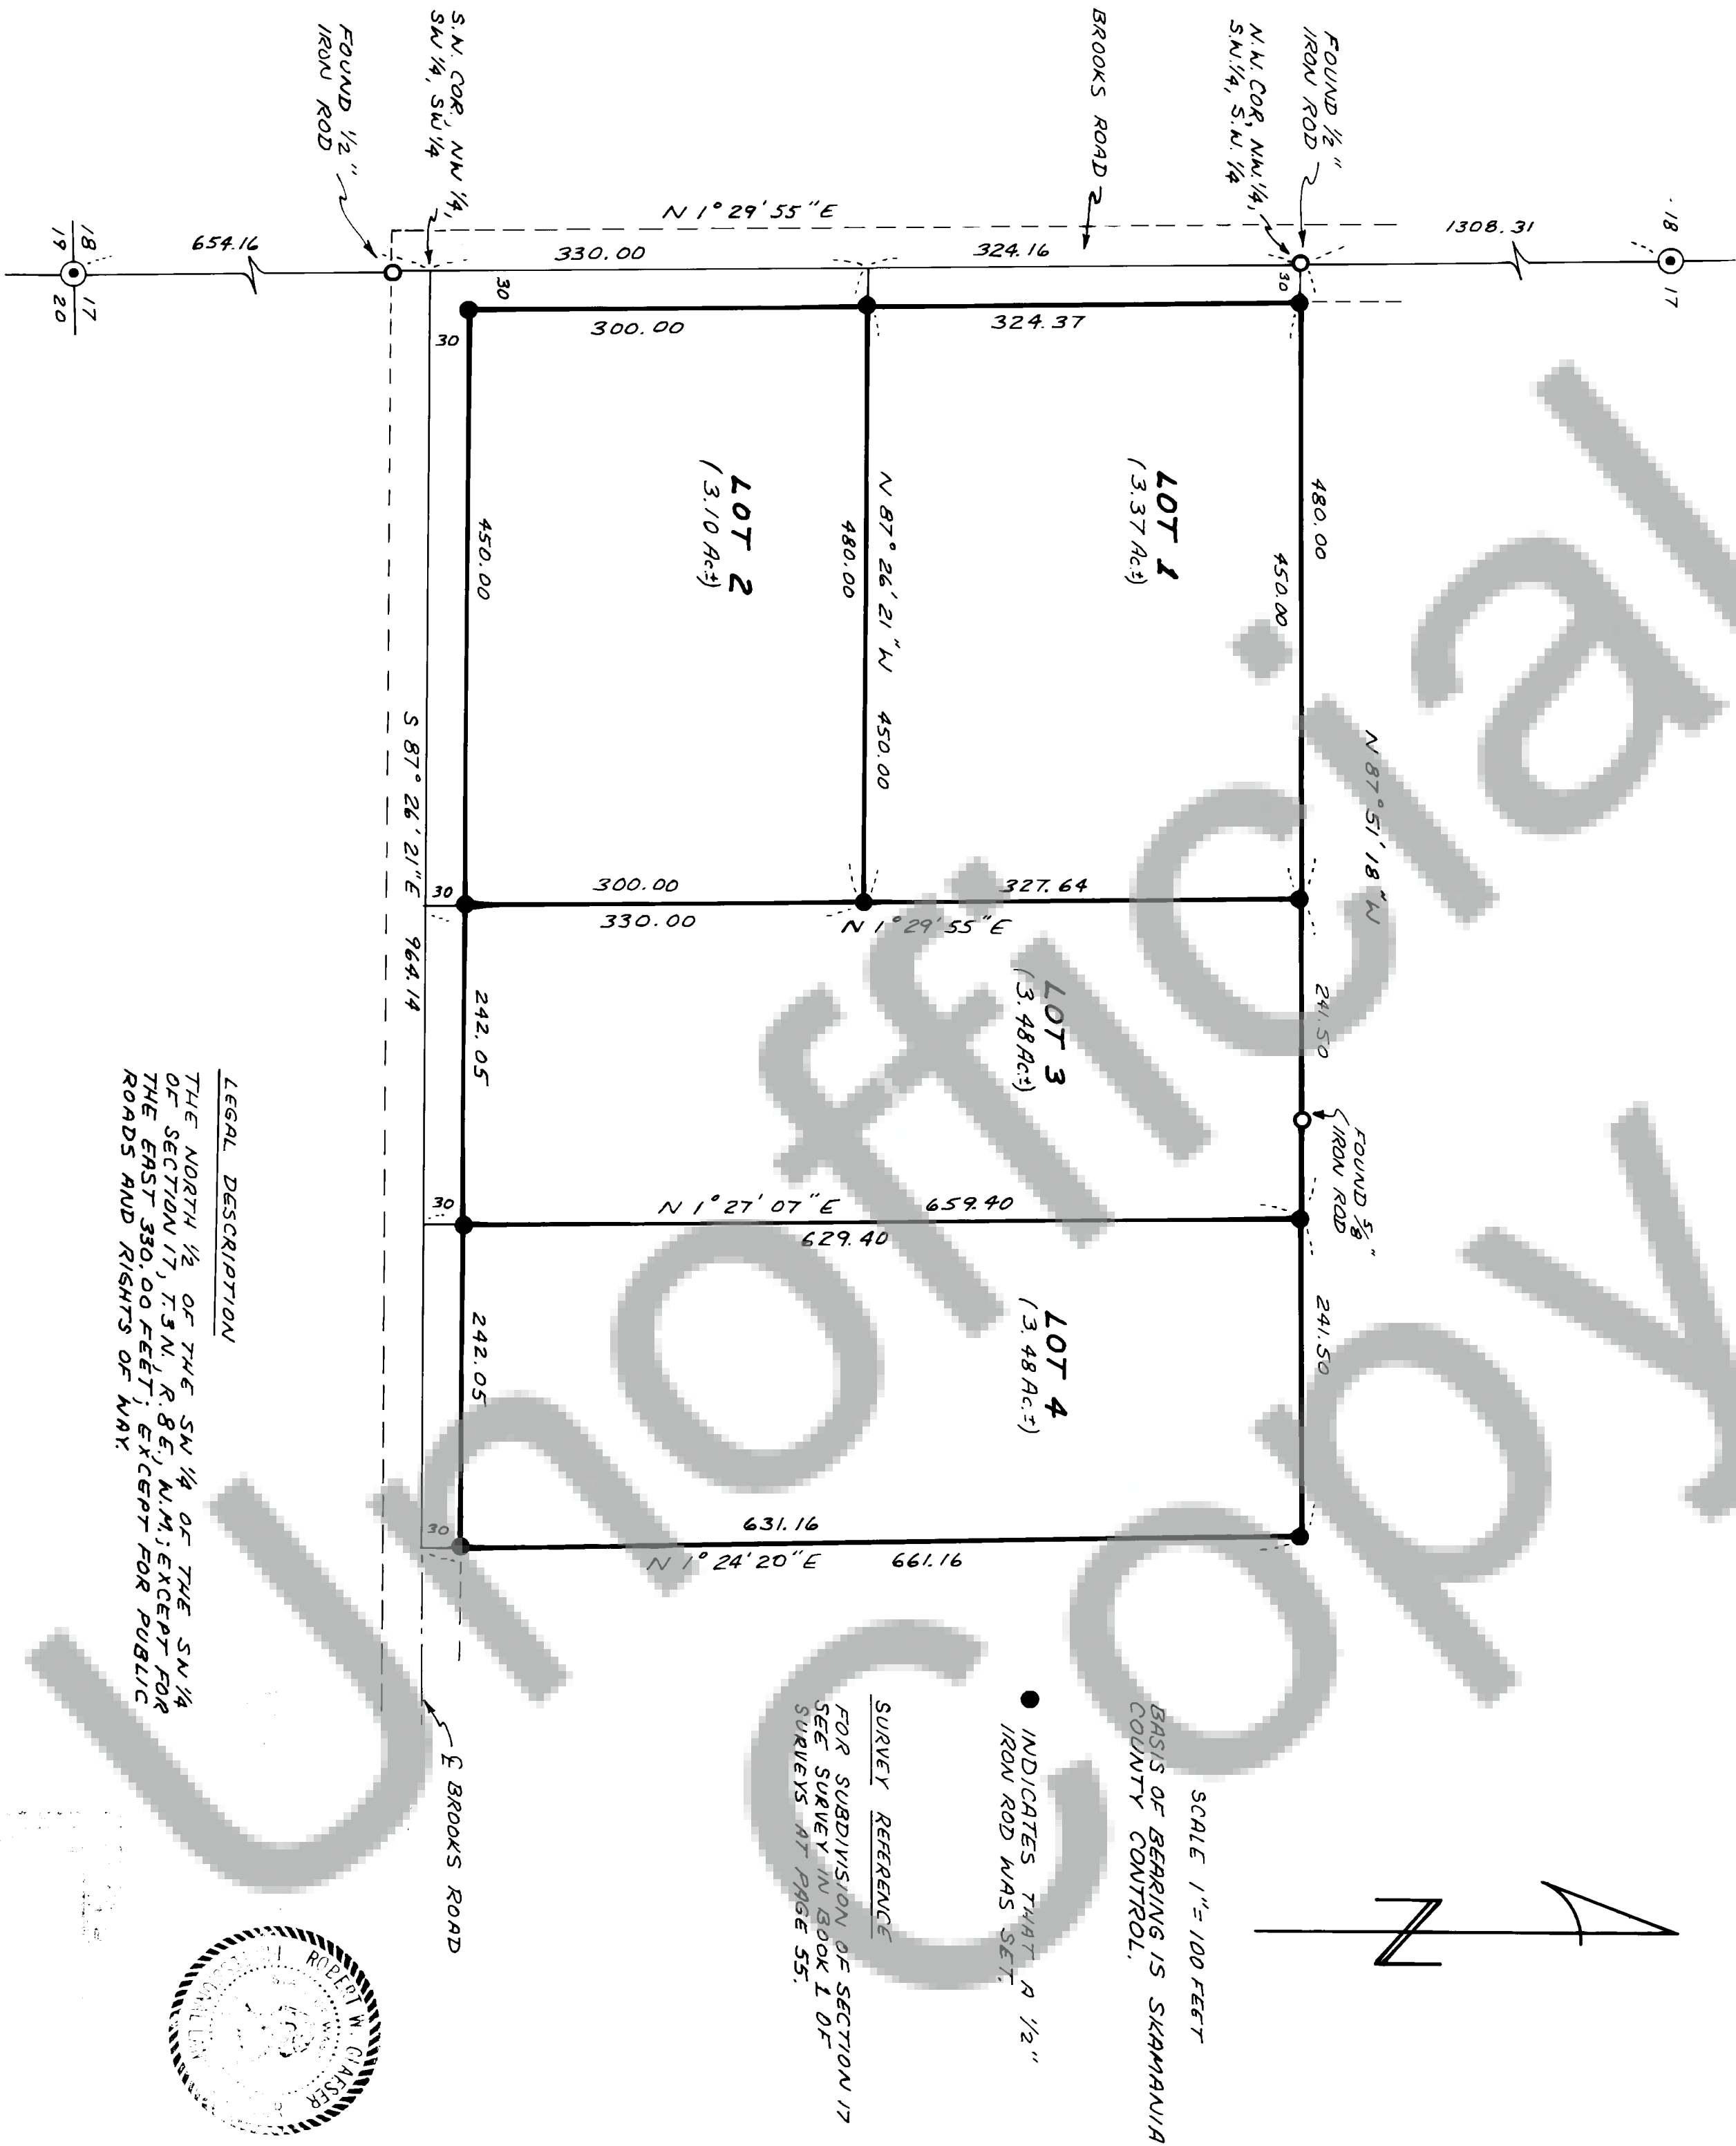 FOUND 1/2"
IRON ROD
N.W. COR, N.W.1/4,
S.W.1/4, S.W. 1/4
BROOKS ROAD
S.W. COR., NW 1/4,
SW 1/4, SW 1/4
FOUND 1/2"
IRON ROD
18 17
1308.31
324.16
330.00
N 1° 29' 55" E
654.16
18 17
19 20
30
324.37
300.00
30
30
480.00
450.00
N 87° 51' 18" W
241.50
FOUND 5/8"
IRON ROD
241.50
LOT 1
(3.37 Ac.±)
N 87° 26' 21" W 450.00
480.00
LOT 2
(3.10 Ac.±)
450.00
S 87° 26' 21" E 964.14
327.64
300.00
N 1° 29' 55" E
330.00
30
LOT 3
(3.48 Ac.±)
242.05
N 1° 27' 07" E 659.40
629.40
30
LOT 4
(3.48 Ac.±)
242.05
631.16
N 1° 24' 20" E 661.16
30
LEGAL DESCRIPTION
THE NORTH 1/2 OF THE SW 1/4 OF THE SW 1/4
OF SECTION 17, T.3N., R.8E., W.M.; EXCEPT FOR
THE EAST 330.00 FEET; EXCEPT FOR PUBLIC
ROADS AND RIGHTS OF WAY.
N
SCALE 1"= 100 FEET
BASIS OF BEARING IS SKAMANIA
COUNTY CONTROL.
INDICATES THAT A 1/2"
IRON ROD WAS SET.
SURVEY REFERENCE
FOR SUBDIVISION OF SECTION 17
SEE SURVEY IN BOOK 1 OF
SURVEYS AT PAGE 55.
℄ BROOKS ROAD
ROBERT W. GLAESER
Unofficial
Copy